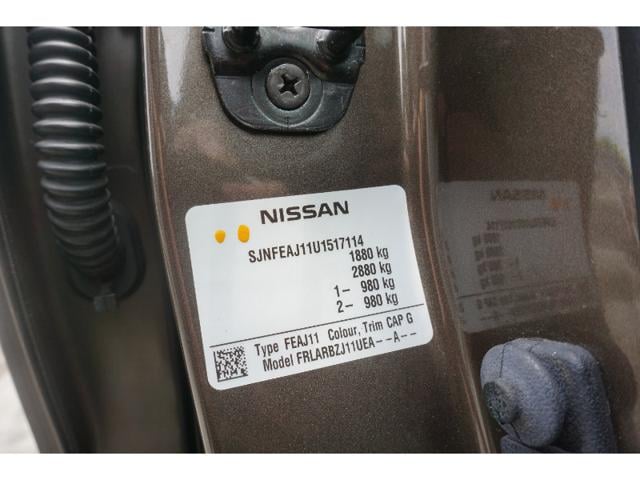 NISSAN
SJNFEAJ11U1517114
1880 kg
2880 kg
1- 980 kg
2- 980 kg
Type FEAJ11 Colour, Trim CAP G
Model FRLARBZJ11UEA--A--